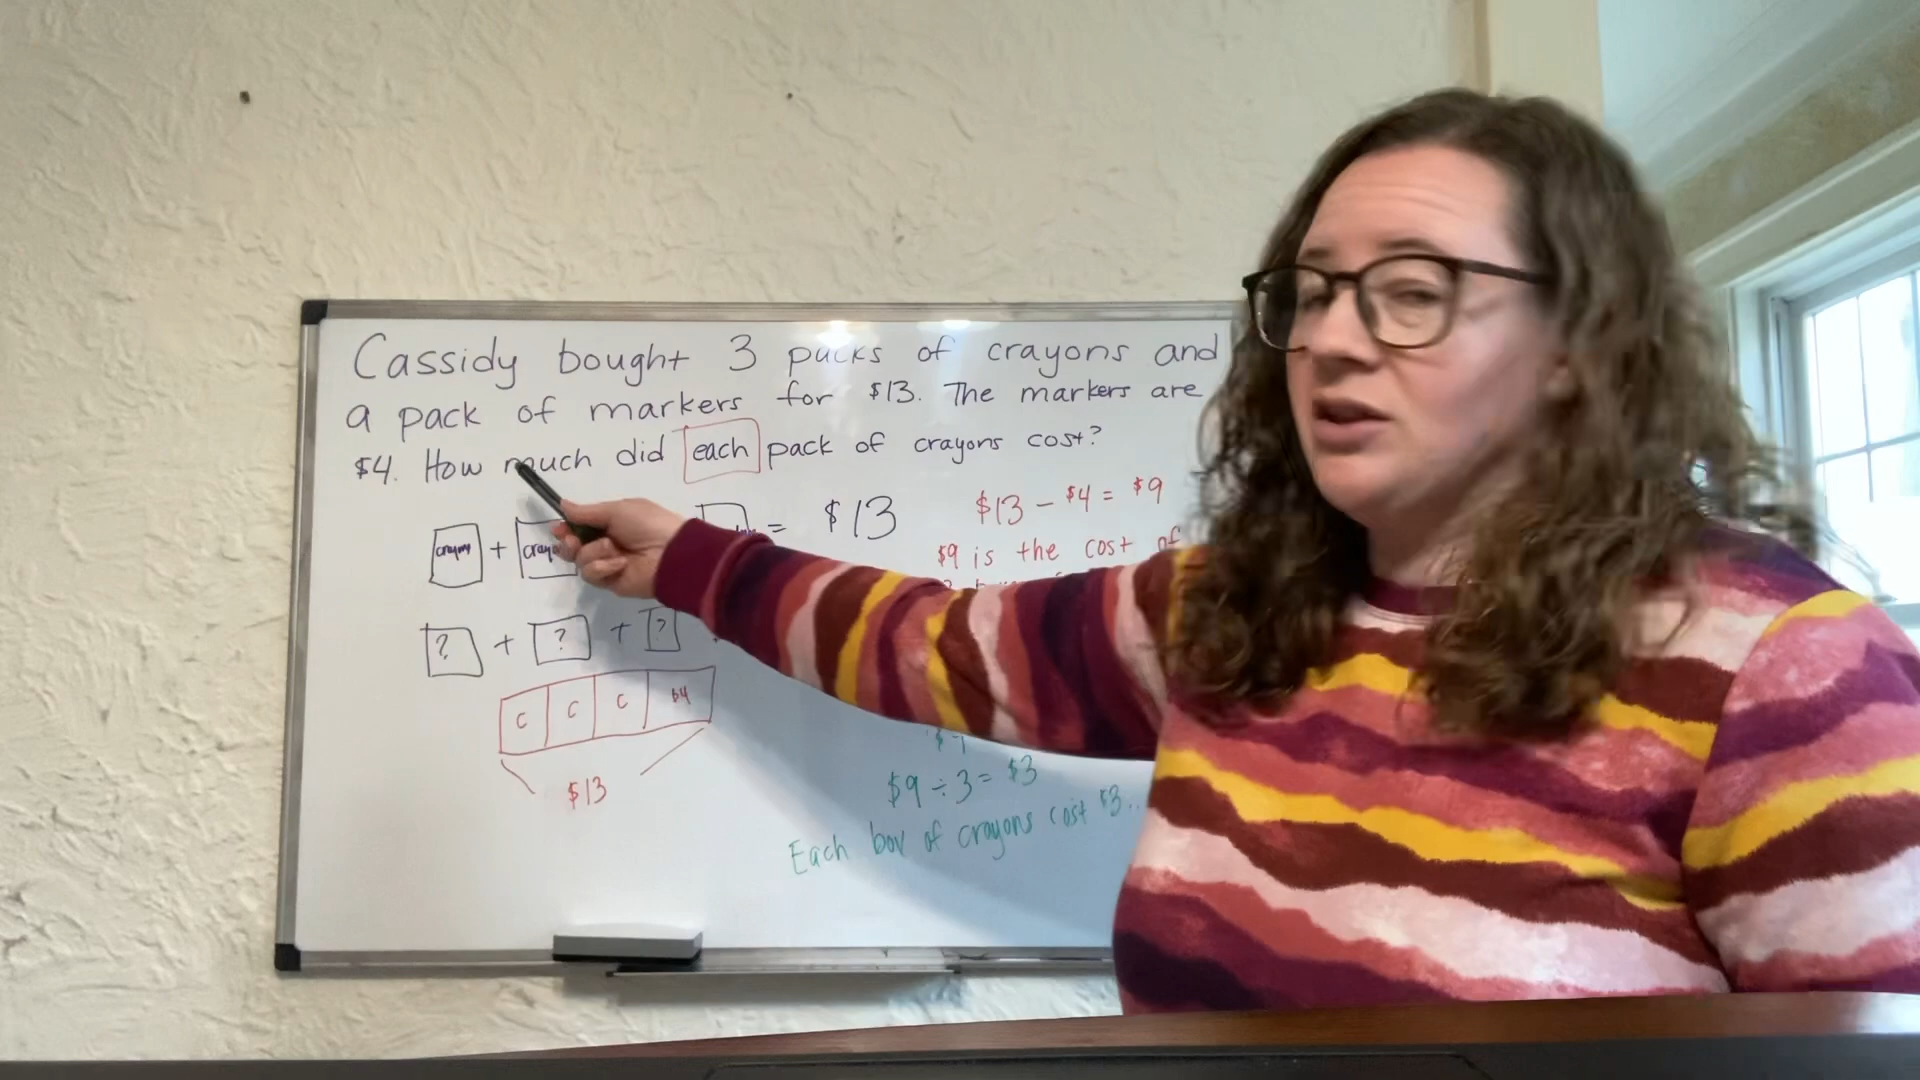 Cassidy bought 3 packs of crayons and
a pack of markers for $13. The markers are
$4. How much did each pack of crayons cost?
crayons + = $13
? + ? + ?
C C C $4
$13
$13 - $4 = $9
$9 is the cost of
$9 ÷ 3 = $3
Each box of crayons cost $3..